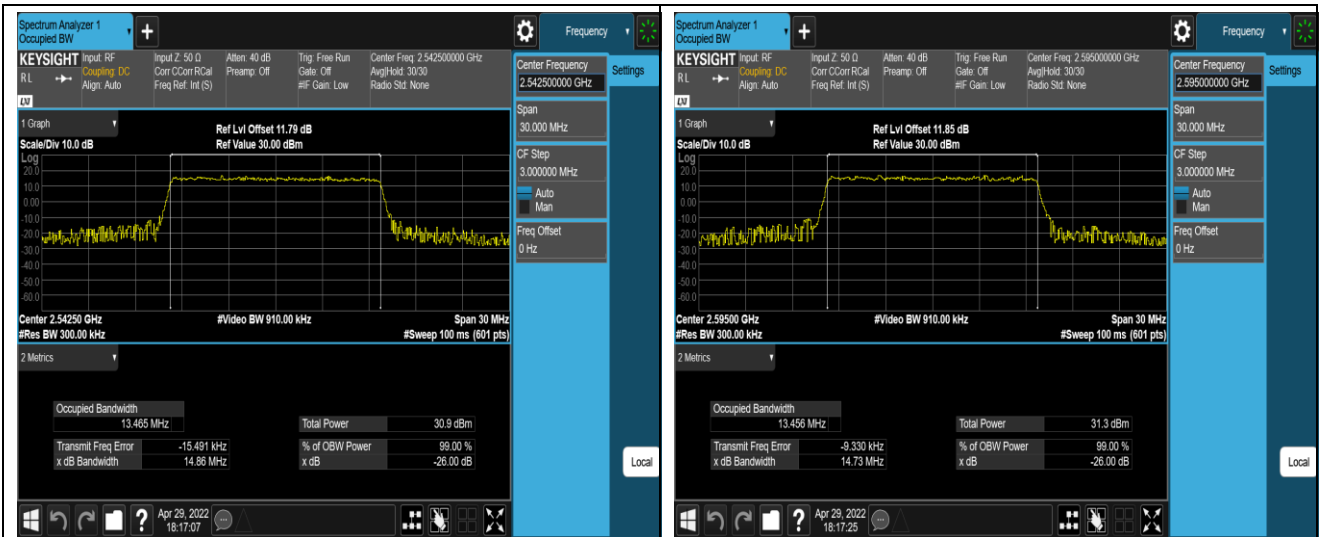 Spectrum Analyzer 1
Occupied BW
+
Frequency
KEYSIGHT
Input: RF
Input Z: 50 Ω
Atten: 40 dB
Trig: Free Run
Center Freq: 2.542500000 GHz
RL
Coupling: DC
Corr CCorr RCal
Preamp: Off
Gate: Off
Avg|Hold: 30/30
Align: Auto
Freq Ref: Int (S)
#IF Gain: Low
Radio Std: None
LXI
Center Frequency
2.542500000 GHz
Settings
Span
30.000 MHz
CF Step
3.000000 MHz
Auto
Man
Freq Offset
0 Hz
1 Graph
Ref Lvl Offset 11.79 dB
Scale/Div 10.0 dB
Ref Value 30.00 dBm
Log
20.0
10.0
0.00
-10.0
-20.0
-30.0
-40.0
-50.0
-60.0
Center 2.54250 GHz
#Video BW 910.00 kHz
Span 30 MHz
#Res BW 300.00 kHz
#Sweep 100 ms (601 pts)
2 Metrics
Occupied Bandwidth
13.465 MHz
Total Power 30.9 dBm
Transmit Freq Error -15.491 kHz
% of OBW Power 99.00 %
x dB Bandwidth 14.86 MHz
x dB -26.00 dB
Local
?
Apr 29, 2022
18:17:07
Spectrum Analyzer 1
Occupied BW
+
Frequency
KEYSIGHT
Input: RF
Input Z: 50 Ω
Atten: 40 dB
Trig: Free Run
Center Freq: 2.595000000 GHz
RL
Coupling: DC
Corr CCorr RCal
Preamp: Off
Gate: Off
Avg|Hold: 30/30
Align: Auto
Freq Ref: Int (S)
#IF Gain: Low
Radio Std: None
LXI
Center Frequency
2.595000000 GHz
Settings
Span
30.000 MHz
CF Step
3.000000 MHz
Auto
Man
Freq Offset
0 Hz
1 Graph
Ref Lvl Offset 11.85 dB
Scale/Div 10.0 dB
Ref Value 30.00 dBm
Log
20.0
10.0
0.00
-10.0
-20.0
-30.0
-40.0
-50.0
-60.0
Center 2.59500 GHz
#Video BW 910.00 kHz
Span 30 MHz
#Res BW 300.00 kHz
#Sweep 100 ms (601 pts)
2 Metrics
Occupied Bandwidth
13.456 MHz
Total Power 31.3 dBm
Transmit Freq Error -9.330 kHz
% of OBW Power 99.00 %
x dB Bandwidth 14.73 MHz
x dB -26.00 dB
Local
?
Apr 29, 2022
18:17:25